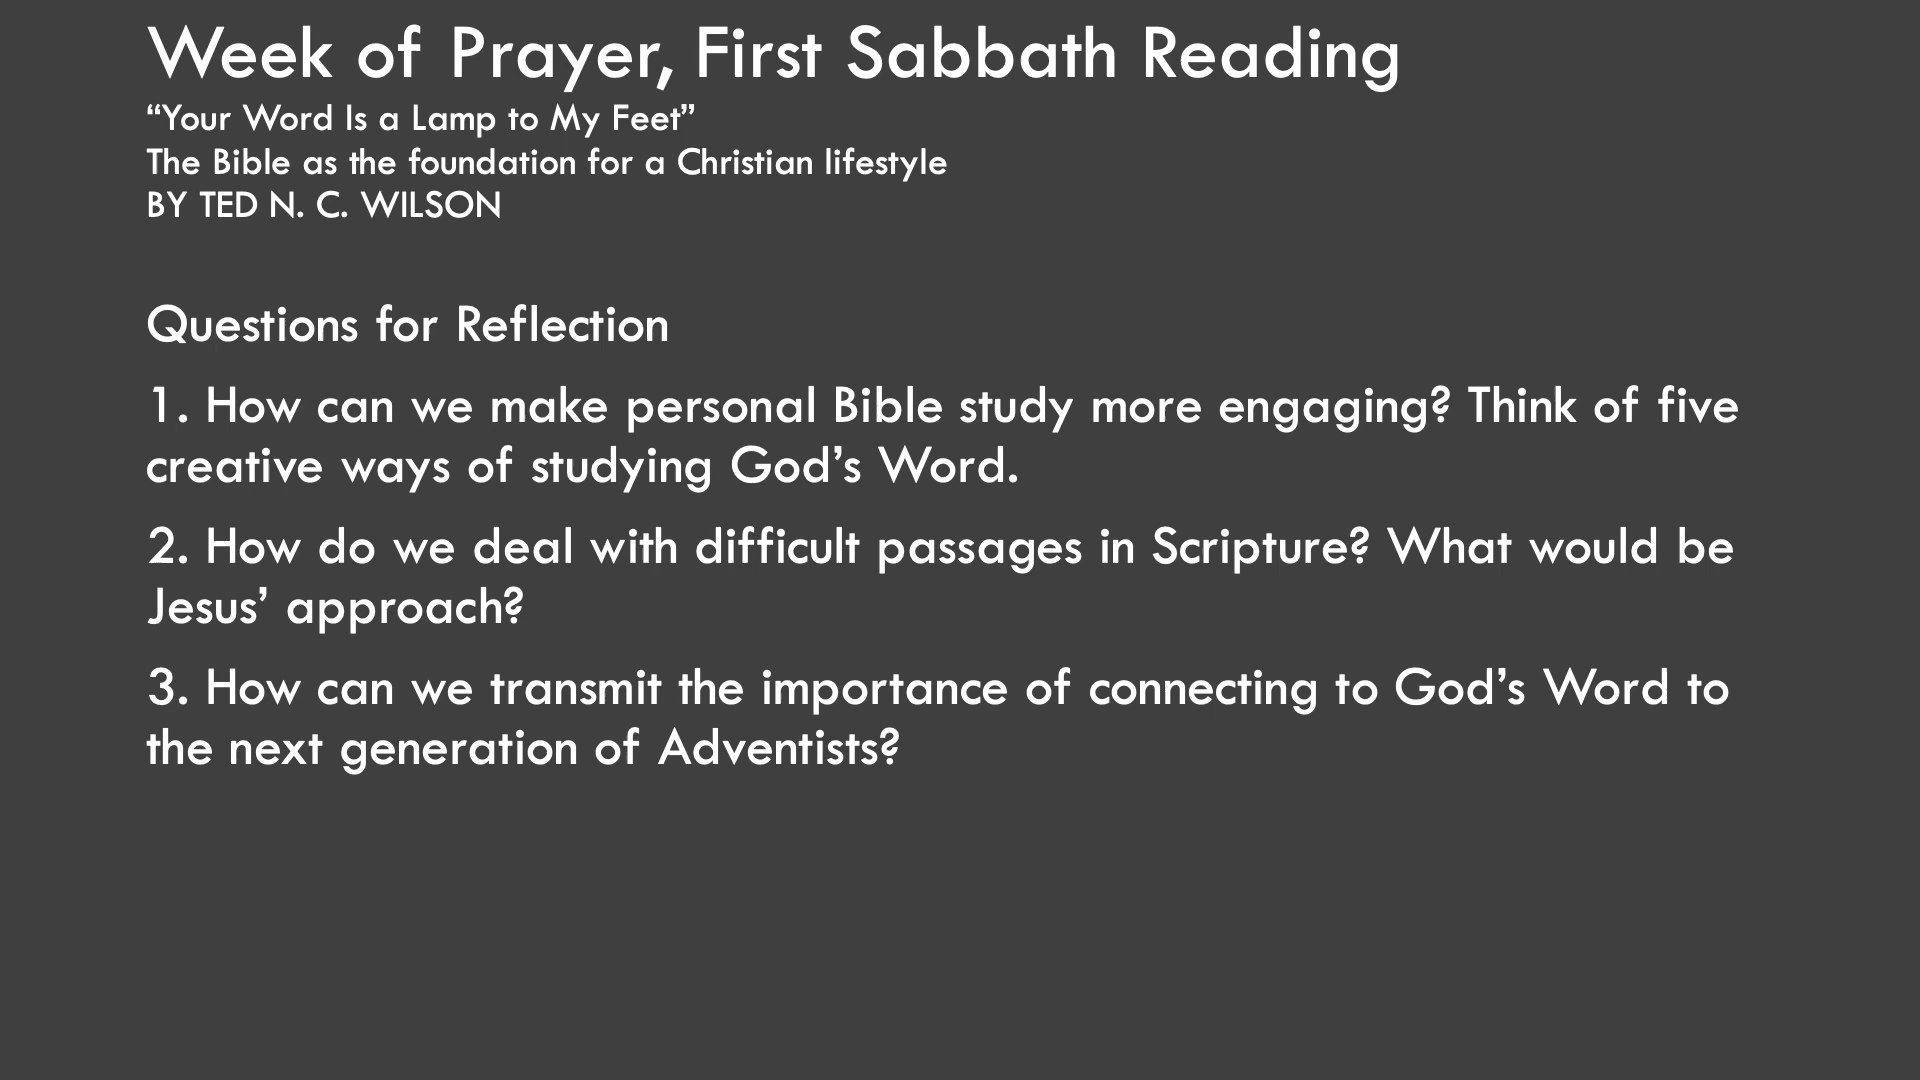 Week of Prayer, First Sabbath Reading
“Your Word Is a Lamp to My Feet”
The Bible as the foundation for a Christian lifestyle
BY TED N. C. WILSON
Questions for Reflection
1. How can we make personal Bible study more engaging? Think of five
creative ways of studying God’s Word.
2. How do we deal with difficult passages in Scripture? What would be
Jesus’ approach?
3. How can we transmit the importance of connecting to God’s Word to
the next generation of Adventists?